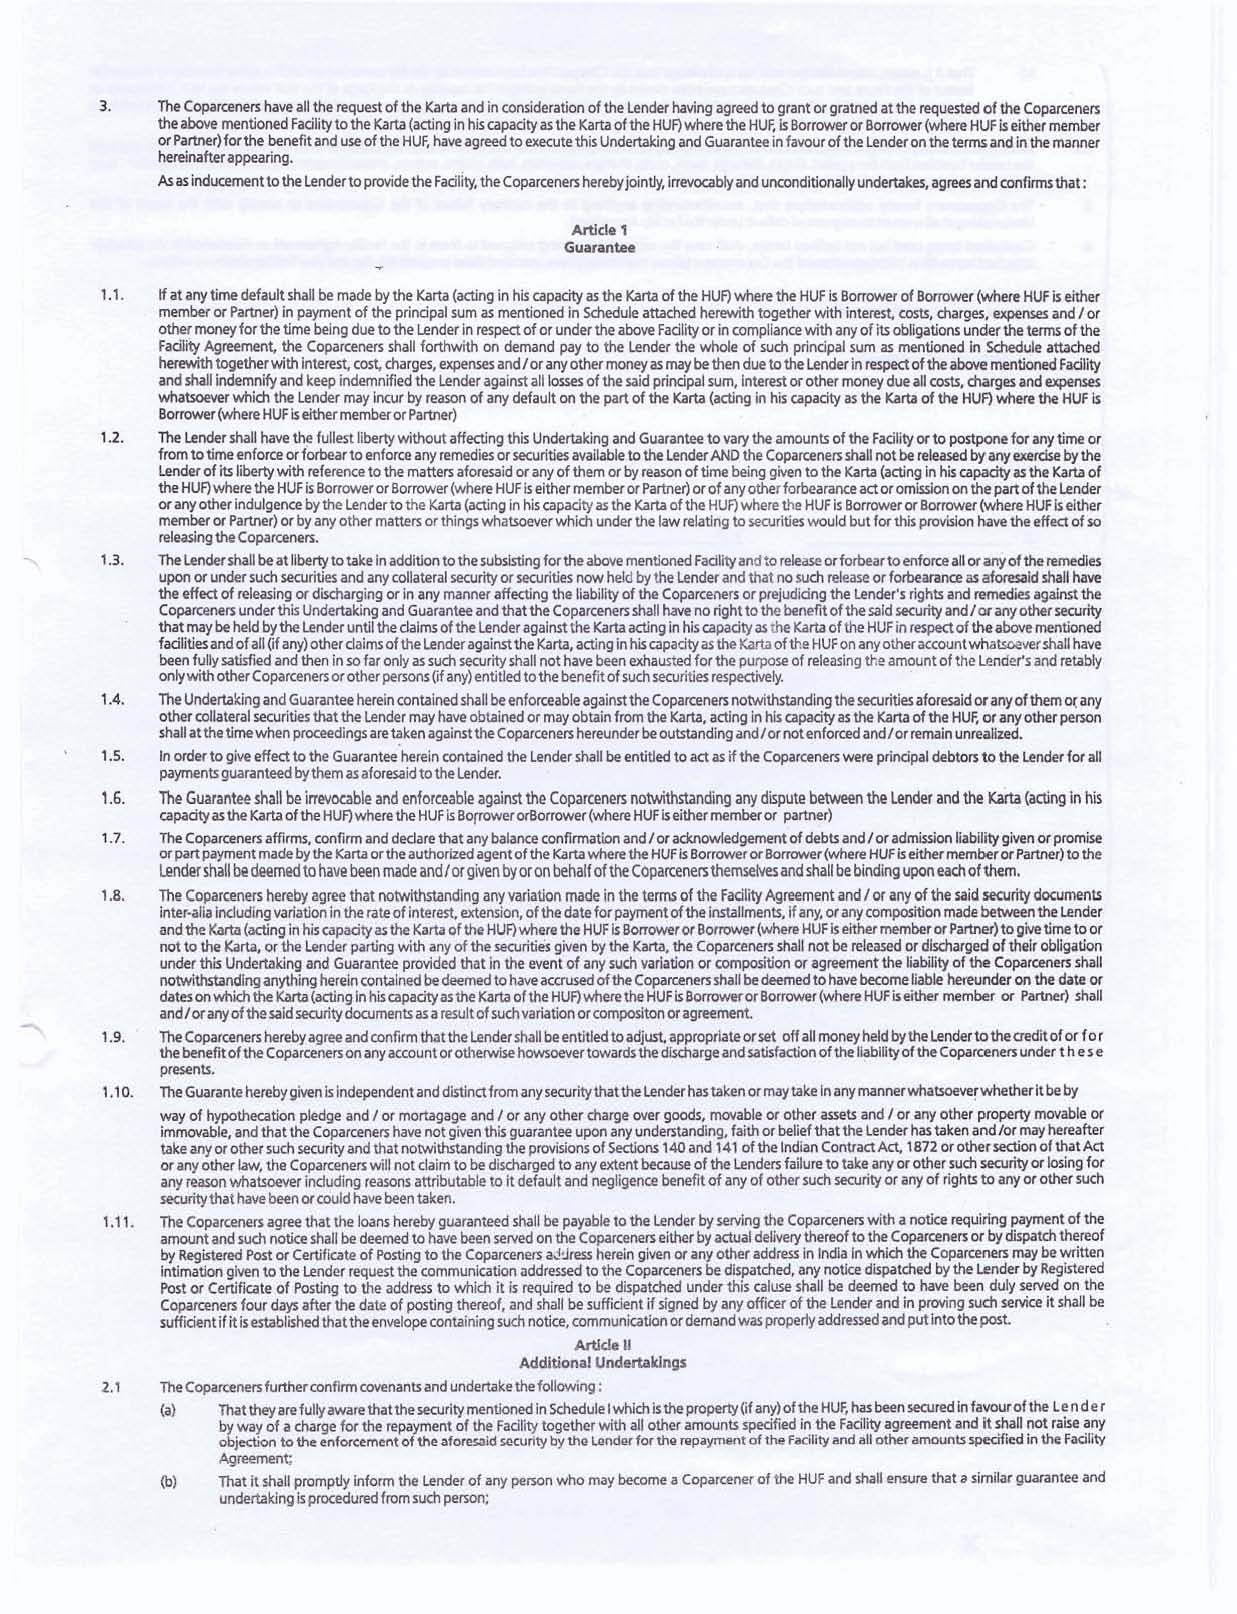 3. The Coparceners have all the request of the Karta and in consideration of the Lender having agreed to grant or gratned at the requested of the Coparceners
the above mentioned Facility to the Karta (acting in his capacity as the Karta of the HUF) where the HUF, is Borrower or Borrower (where HUF is either member
or Partner) for the benefit and use of the HUF, have agreed to execute this Undertaking and Guarantee in favour of the Lender on the terms and in the manner
hereinafter appearing.
As as inducement to the Lender to provide the Facility, the Coparceners hereby jointly, irrevocably and unconditionally undertakes, agrees and confirms that :
Article 1
Guarantee
1.1. If at any time default shall be made by the Karta (acting in his capacity as the Karta of the HUF) where the HUF is Borrower of Borrower (where HUF is either
member or Partner) in payment of the principal sum as mentioned in Schedule attached herewith together with interest, costs, charges, expenses and / or
other money for the time being due to the Lender in respect of or under the above Facility or in compliance with any of its obligations under the terms of the
Facility Agreement, the Coparceners shall forthwith on demand pay to the Lender the whole of such principal sum as mentioned in Schedule attached
herewith together with interest, cost, charges, expenses and / or any other money as may be then due to the Lender in respect of the above mentioned Facility
and shall indemnify and keep indemnified the Lender against all losses of the said principal sum, interest or other money due all costs, charges and expenses
whatsoever which the Lender may incur by reason of any default on the part of the Karta (acting in his capacity as the Karta of the HUF) where the HUF is
Borrower (where HUF is either member or Partner)
1.2. The Lender shall have the fullest liberty without affecting this Undertaking and Guarantee to vary the amounts of the Facility or to postpone for any time or
from to time enforce or forbear to enforce any remedies or securities available to the Lender AND the Coparceners shall not be released by any exercise by the
Lender of its liberty with reference to the matters aforesaid or any of them or by reason of time being given to the Karta (acting in his capacity as the Karta of
the HUF) where the HUF is Borrower or Borrower (where HUF is either member or Partner) or of any other forbearance act or omission on the part of the Lender
or any other indulgence by the Lender to the Karta (acting in his capacity as the Karta of the HUF) where the HUF is Borrower or Borrower (where HUF is either
member or Partner) or by any other matters or things whatsoever which under the law relating to securities would but for this provision have the effect of so
releasing the Coparceners.
1.3. The Lender shall be at liberty to take in addition to the subsisting for the above mentioned Facility and to release or forbear to enforce all or any of the remedies
upon or under such securities and any collateral security or securities now held by the Lender and that no such release or forbearance as aforesaid shall have
the effect of releasing or discharging or in any manner affecting the liability of the Coparceners or prejudicing the Lender's rights and remedies against the
Coparceners under this Undertaking and Guarantee and that the Coparceners shall have no right to the benefit of the said security and / or any other security
that may be held by the Lender until the claims of the Lender against the Karta acting in his capacity as the Karta of the HUF in respect of the above mentioned
facilities and of all (if any) other claims of the Lender against the Karta, acting in his capacity as the Karta of the HUF on any other account whatsoever shall have
been fully satisfied and then in so far only as such security shall not have been exhausted for the purpose of releasing the amount of the Lender's and retably
only with other Coparceners or other persons (if any) entitled to the benefit of such securities respectively.
1.4. The Undertaking and Guarantee herein contained shall be enforceable against the Coparceners notwithstanding the securities aforesaid or any of them or any
other collateral securities that the Lender may have obtained or may obtain from the Karta, acting in his capacity as the Karta of the HUF, or any other person
shall at the time when proceedings are taken against the Coparceners hereunder be outstanding and / or not enforced and / or remain unrealized.
1.5. In order to give effect to the Guarantee herein contained the Lender shall be entitled to act as if the Coparceners were principal debtors to the Lender for all
payments guaranteed by them as aforesaid to the Lender.
1.6. The Guarantee shall be irrevocable and enforceable against the Coparceners notwithstanding any dispute between the Lender and the Karta (acting in his
capacity as the Karta of the HUF) where the HUF is Borrower orBorrower (where HUF is either member or partner)
1.7. The Coparceners affirms, confirm and declare that any balance confirmation and / or acknowledgement of debts and / or admission liability given or promise
or part payment made by the Karta or the authorized agent of the Karta where the HUF is Borrower or Borrower (where HUF is either member or Partner) to the
Lender shall be deemed to have been made and / or given by or on behalf of the Coparceners themselves and shall be binding upon each of them.
1.8. The Coparceners hereby agree that notwithstanding any variation made in the terms of the Facility Agreement and / or any of the said security documents
inter-alia including variation in the rate of interest, extension, of the date for payment of the installments, if any, or any composition made between the Lender
and the Karta (acting in his capacity as the Karta of the HUF) where the HUF is Borrower or Borrower (where HUF is either member or Partner) to give time to or
not to the Karta, or the Lender parting with any of the securities given by the Karta, the Coparceners shall not be released or discharged of their obligation
under this Undertaking and Guarantee provided that in the event of any such variation or composition or agreement the liability of the Coparceners shall
notwithstanding anything herein contained be deemed to have accrued of the Coparceners shall be deemed to have become liable hereunder on the date or
dates on which the Karta (acting in his capacity as the Karta of the HUF) where the HUF is Borrower or Borrower (where HUF is either member or Partner) shall
and / or any of the said security documents as a result of such variation or compositon or agreement.
1.9. The Coparceners hereby agree and confirm that the Lender shall be entitled to adjust, appropriate or set off all money held by the Lender to the credit of or for
the benefit of the Coparceners on any account or otherwise howsoever towards the discharge and satisfaction of the liability of the Coparceners under these
presents.
1.10. The Guarante hereby given is independent and distinct from any security that the Lender has taken or may take in any manner whatsoever whether it be by
way of hypothecation pledge and / or mortagage and / or any other charge over goods, movable or other assets and / or any other property movable or
immovable, and that the Coparceners have not given this guarantee upon any understanding, faith or belief that the Lender has taken and /or may hereafter
take any or other such security and that notwithstanding the provisions of Sections 140 and 141 of the Indian Contract Act, 1872 or other section of that Act
or any other law, the Coparceners will not claim to be discharged to any extent because of the Lenders failure to take any or other such security or losing for
any reason whatsoever including reasons attributable to it default and negligence benefit of any of other such security or any of rights to any or other such
security that have been or could have been taken.
1.11. The Coparceners agree that the loans hereby guaranteed shall be payable to the Lender by serving the Coparceners with a notice requiring payment of the
amount and such notice shall be deemed to have been served on the Coparceners either by actual delivery thereof to the Coparceners or by dispatch thereof
by Registered Post or Certificate of Posting to the Coparceners address herein given or any other address in India in which the Coparceners may be written
intimation given to the Lender request the communication addressed to the Coparceners be dispatched, any notice dispatched by the Lender by Registered
Post or Certificate of Posting to the address to which it is required to be dispatched under this caluse shall be deemed to have been duly served on the
Coparceners four days after the date of posting thereof, and shall be sufficient if signed by any officer of the Lender and in proving such service it shall be
sufficient if it is established that the envelope containing such notice, communication or demand was properly addressed and put into the post.
Article II
Additional Undertakings
2.1 The Coparceners further confirm covenants and undertake the following :
(a) That they are fully aware that the security mentioned in Schedule I which is the property (if any) of the HUF, has been secured in favour of the Lender
by way of a charge for the repayment of the Facility together with all other amounts specified in the Facility agreement and it shall not raise any
objection to the enforcement of the aforesaid security by the Lender for the repayment of the Facility and all other amounts specified in the Facility
Agreement;
(b) That it shall promptly inform the Lender of any person who may become a Coparcener of the HUF and shall ensure that a similar guarantee and
undertaking is procedured from such person;